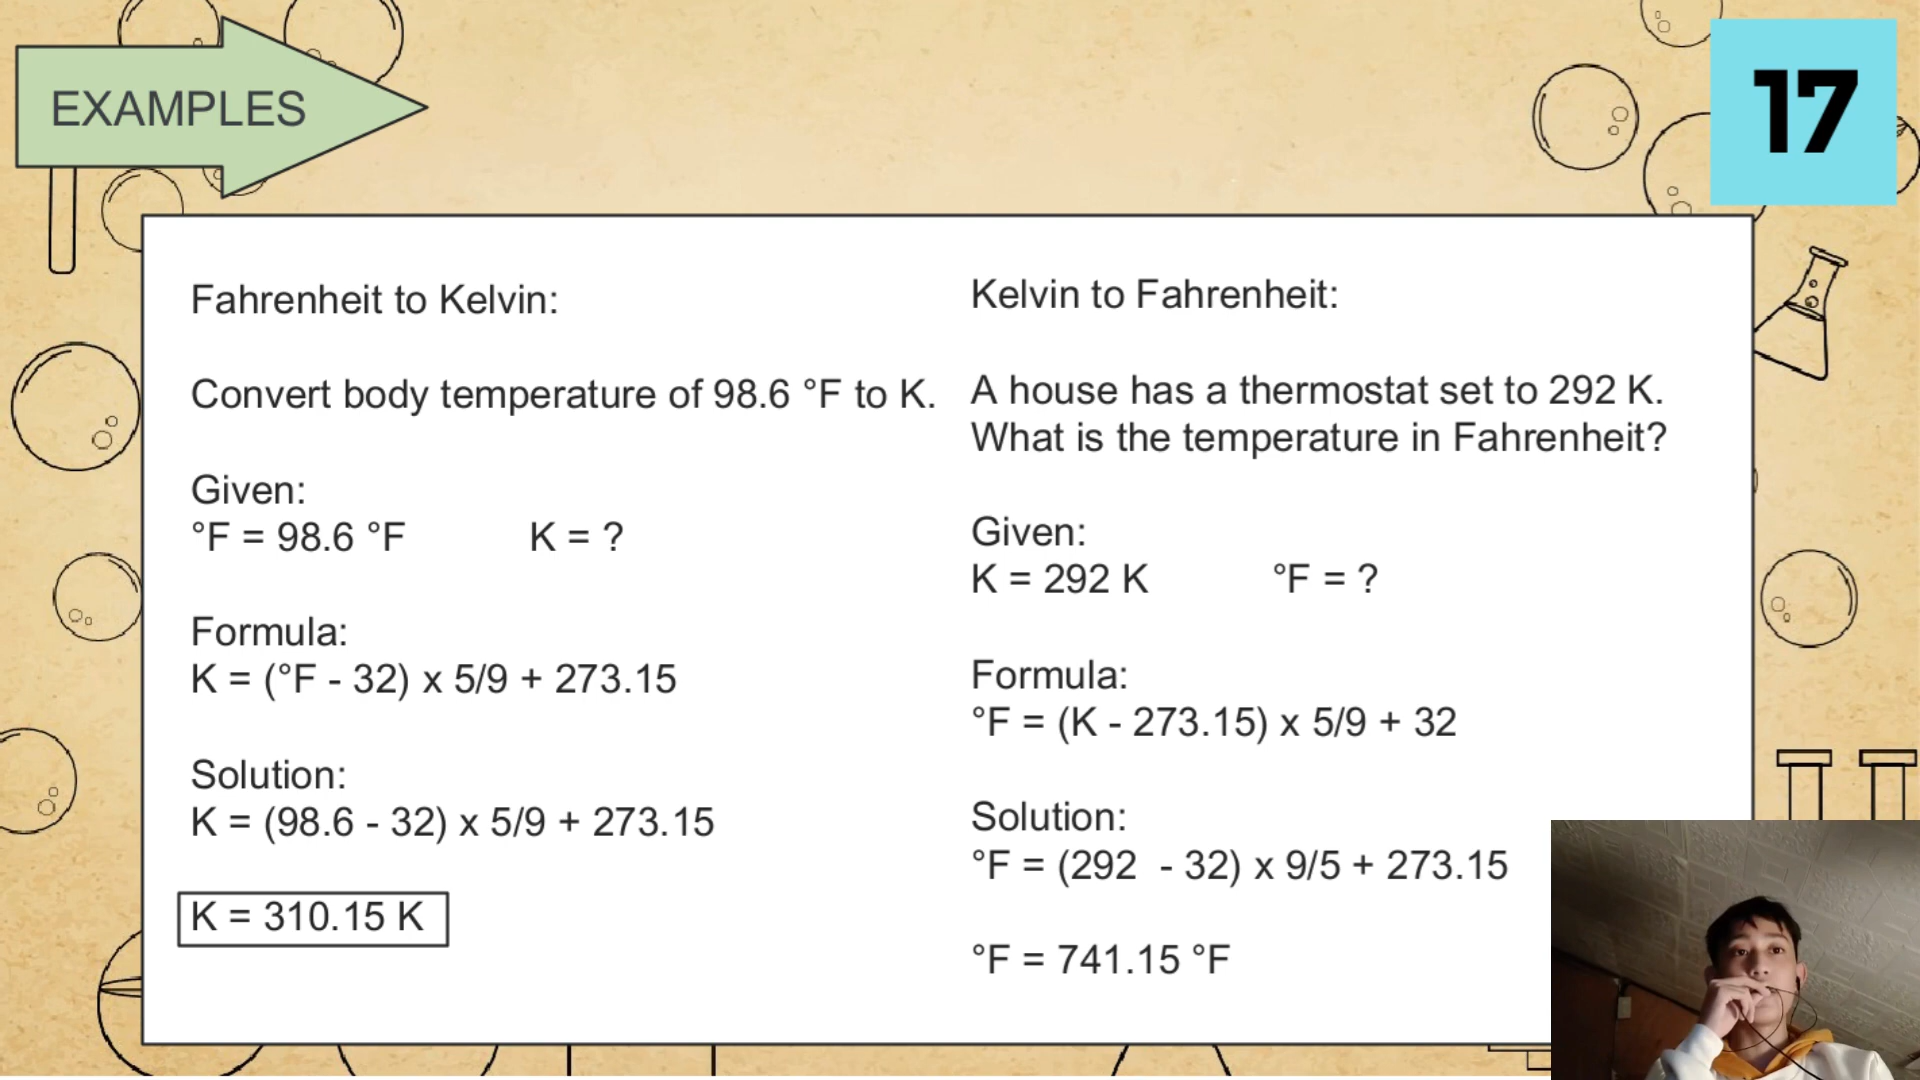 EXAMPLES
17
Fahrenheit to Kelvin:
Convert body temperature of 98.6 °F to K.
Given:
°F = 98.6 °F K = ?
Formula:
K = (°F - 32) x 5/9 + 273.15
Solution:
K = (98.6 - 32) x 5/9 + 273.15
K = 310.15 K
Kelvin to Fahrenheit:
A house has a thermostat set to 292 K.
What is the temperature in Fahrenheit?
Given:
K = 292 K °F = ?
Formula:
°F = (K - 273.15) x 5/9 + 32
Solution:
°F = (292 - 32) x 9/5 + 273.15
°F = 741.15 °F